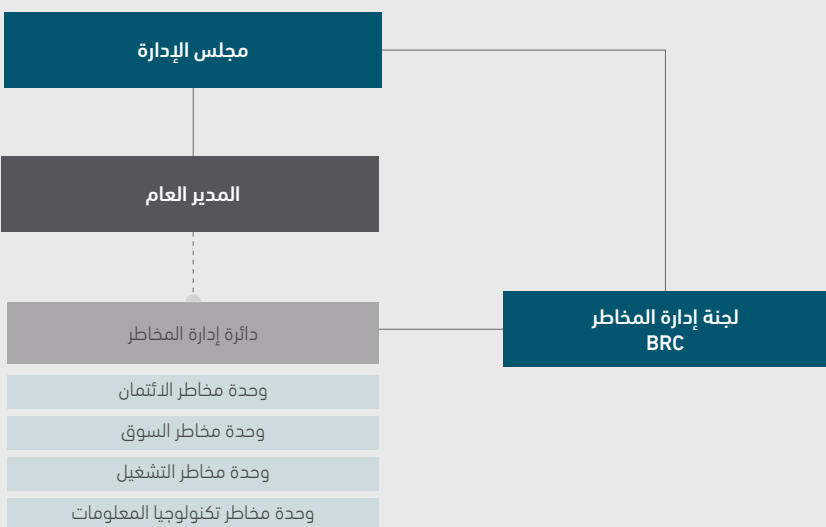 مجلس الإدارة
المدير العام
لجنة إدارة المخاطر
BRC
دائرة إدارة المخاطر
وحدة مخاطر الائتمان
وحدة مخاطر السوق
وحدة مخاطر التشغيل
وحدة مخاطر تكنولوجيا المعلومات